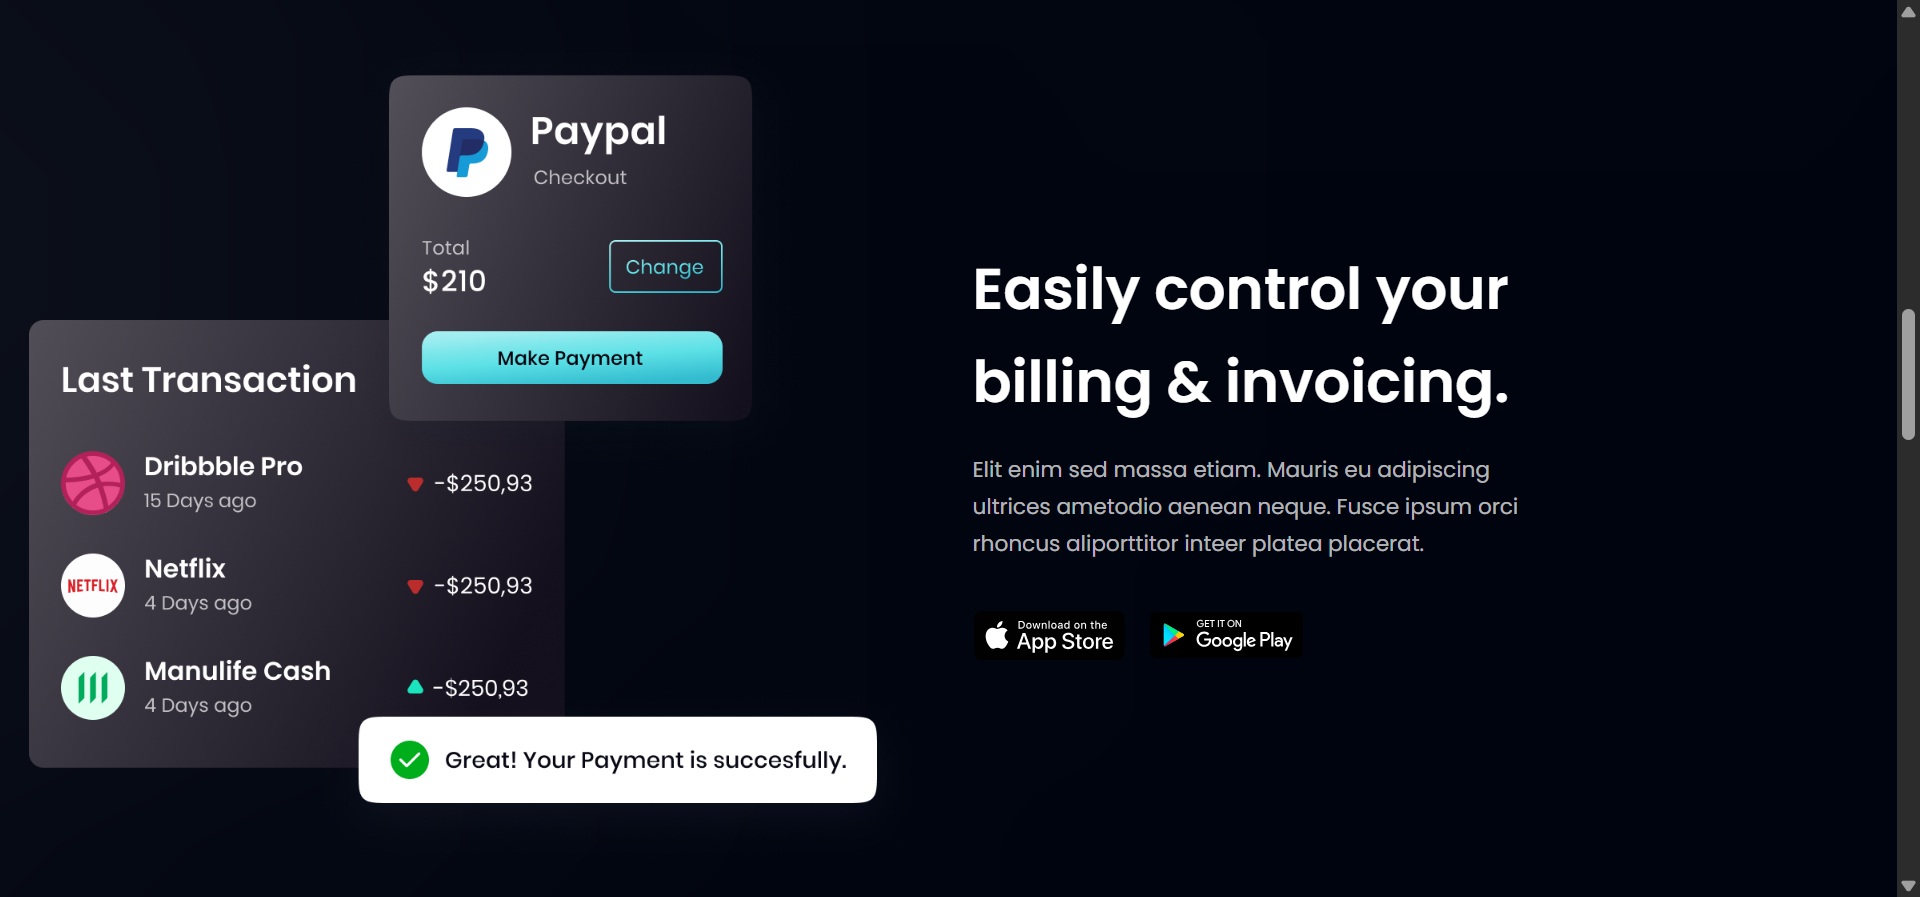 Paypal
Checkout
Total
$210
Change
Make Payment
Last Transaction
Dribbble Pro
15 Days ago
-$250,93
NETFLIX
Netflix
4 Days ago
-$250,93
Manulife Cash
4 Days ago
-$250,93
Great! Your Payment is succesfully.
Easily control your
billing & invoicing.
Elit enim sed massa etiam. Mauris eu adipiscing
ultrices ametodio aenean neque. Fusce ipsum orci
rhoncus aliporttitor inteer platea placerat.
Download on the
App Store
GET IT ON
Google Play